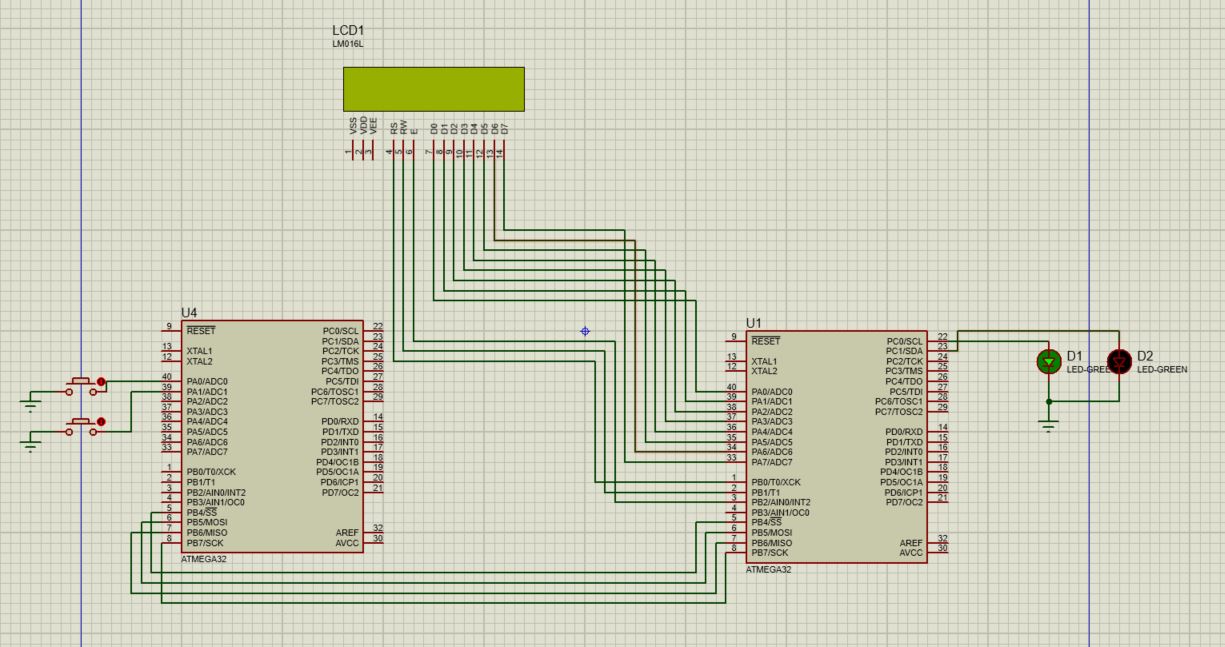 LCD1
LM016L
VSS VDD VEE RS RW E D0 D1 D2 D3 D4 D5 D6 D7
1 2 3 4 5 6 7 8 9 10 11 12 13 14
U4
9 RESET PC0/SCL 22
PC1/SDA 23
13 XTAL1 PC2/TCK 24
12 XTAL2 PC3/TMS 25
PC4/TDO 26
40 PA0/ADC0 PC5/TDI 27
39 PA1/ADC1 PC6/TOSC1 28
38 PA2/ADC2 PC7/TOSC2 29
37 PA3/ADC3
36 PA4/ADC4 PD0/RXD 14
35 PA5/ADC5 PD1/TXD 15
34 PA6/ADC6 PD2/INT0 16
33 PA7/ADC7 PD3/INT1 17
PD4/OC1B 18
1 PB0/T0/XCK PD5/OC1A 19
2 PB1/T1 PD6/ICP1 20
3 PB2/AIN0/INT2 PD7/OC2 21
4 PB3/AIN1/OC0
5 PB4/SS
6 PB5/MOSI
7 PB6/MISO AREF 32
8 PB7/SCK AVCC 30
ATMEGA32
U1
9 RESET PC0/SCL 22
PC1/SDA 23
13 XTAL1 PC2/TCK 24
12 XTAL2 PC3/TMS 25
PC4/TDO 26
40 PA0/ADC0 PC5/TDI 27
39 PA1/ADC1 PC6/TOSC1 28
38 PA2/ADC2 PC7/TOSC2 29
37 PA3/ADC3
36 PA4/ADC4 PD0/RXD 14
35 PA5/ADC5 PD1/TXD 15
34 PA6/ADC6 PD2/INT0 16
33 PA7/ADC7 PD3/INT1 17
PD4/OC1B 18
1 PB0/T0/XCK PD5/OC1A 19
2 PB1/T1 PD6/ICP1 20
3 PB2/AIN0/INT2 PD7/OC2 21
4 PB3/AIN1/OC0
5 PB4/SS
6 PB5/MOSI
7 PB6/MISO AREF 32
8 PB7/SCK AVCC 30
ATMEGA32
D1
LED-GREE
D2
LED-GREEN